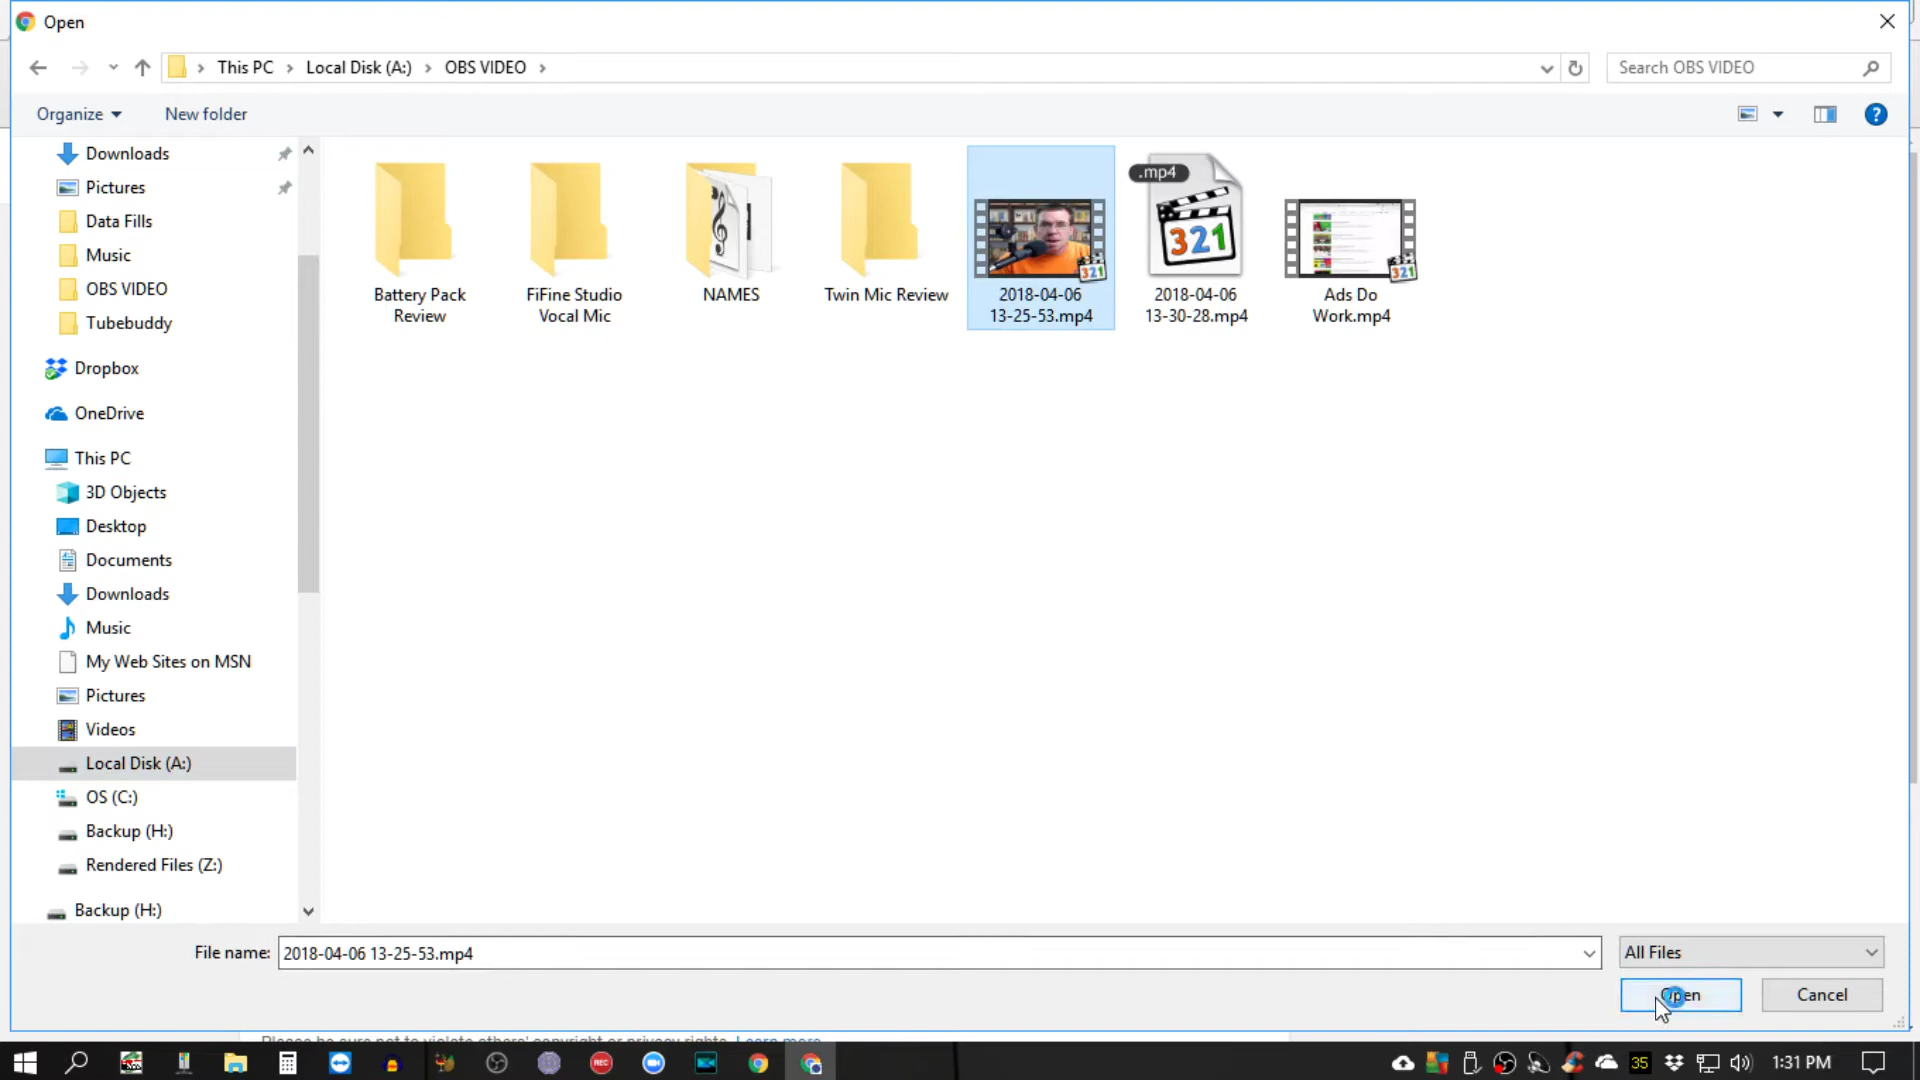 Open
This PC
Local Disk (A:)
OBS VIDEO
Search OBS VIDEO
Organize
New folder
?
Downloads
Pictures
Data Fills
Music
OBS VIDEO
Tubebuddy
Dropbox
OneDrive
This PC
3D Objects
Desktop
Documents
Downloads
Music
My Web Sites on MSN
Pictures
Videos
Local Disk (A:)
OS (C:)
Backup (H:)
Rendered Files (Z:)
Backup (H:)
Battery Pack
Review
FiFine Studio
Vocal Mic
NAMES
Twin Mic Review
321
2018-04-06
13-25-53.mp4
.mp4
321
2018-04-06
13-30-28.mp4
321
Ads Do
Work.mp4
File name:
2018-04-06 13-25-53.mp4
All Files
Open
Cancel
Please be sure not to violate others' copyright or privacy rights. Learn more
REC
35
1:31 PM